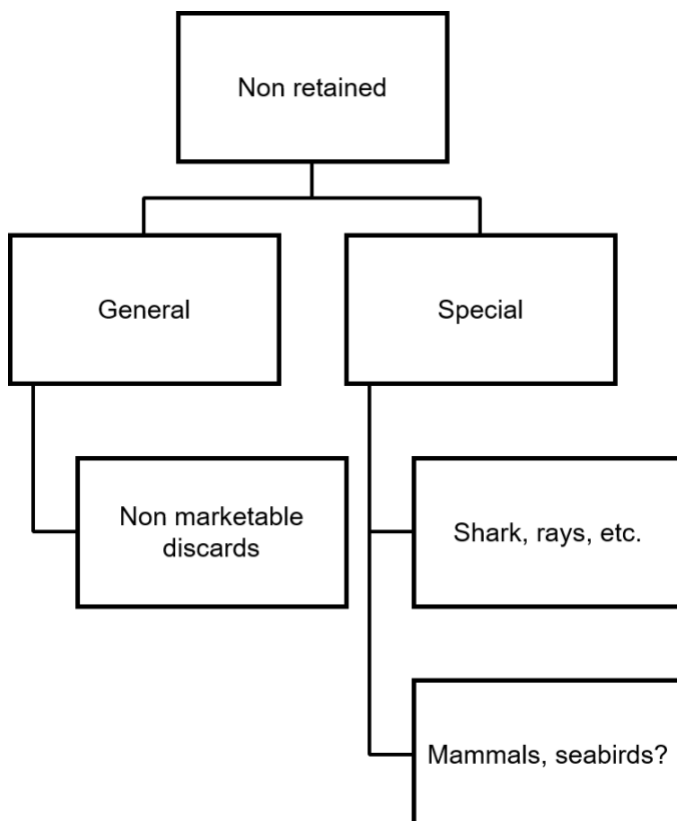 Non retained
General
Special
Non marketable
discards
Shark, rays, etc.
Mammals, seabirds?